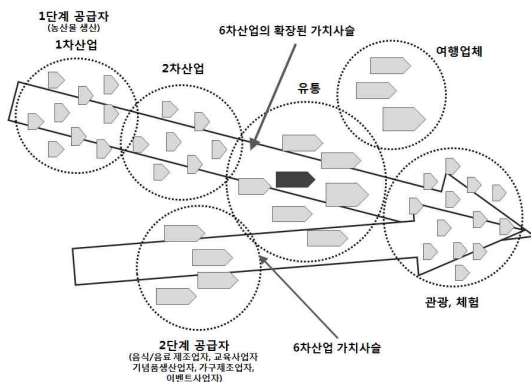 1단계 공급자
(농산물 생산)
1차산업
2차산업
6차산업의 확장된 가치사슬
유통
여행업체
관광, 체험
2단계 공급자
(음식/음료 제조업자, 교육사업자
기념품생산업자, 가구제조업자,
이벤트사업자)
6차산업 가치사슬